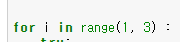 for i in range(1, 3) :